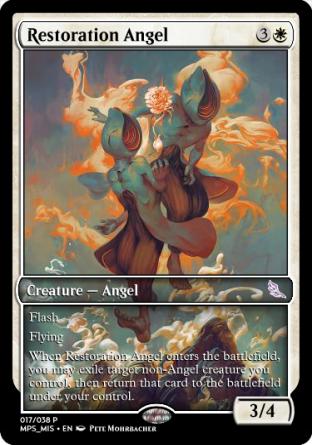 Restoration Angel 3
Creature — Angel
Flash
Flying
When Restoration Angel enters the battlefield,
you may exile target non-Angel creature you
control, then return that card to the battlefield
under your control.
3/4
017/038 P
MPS_MIS • EN Pete Mohrbacher